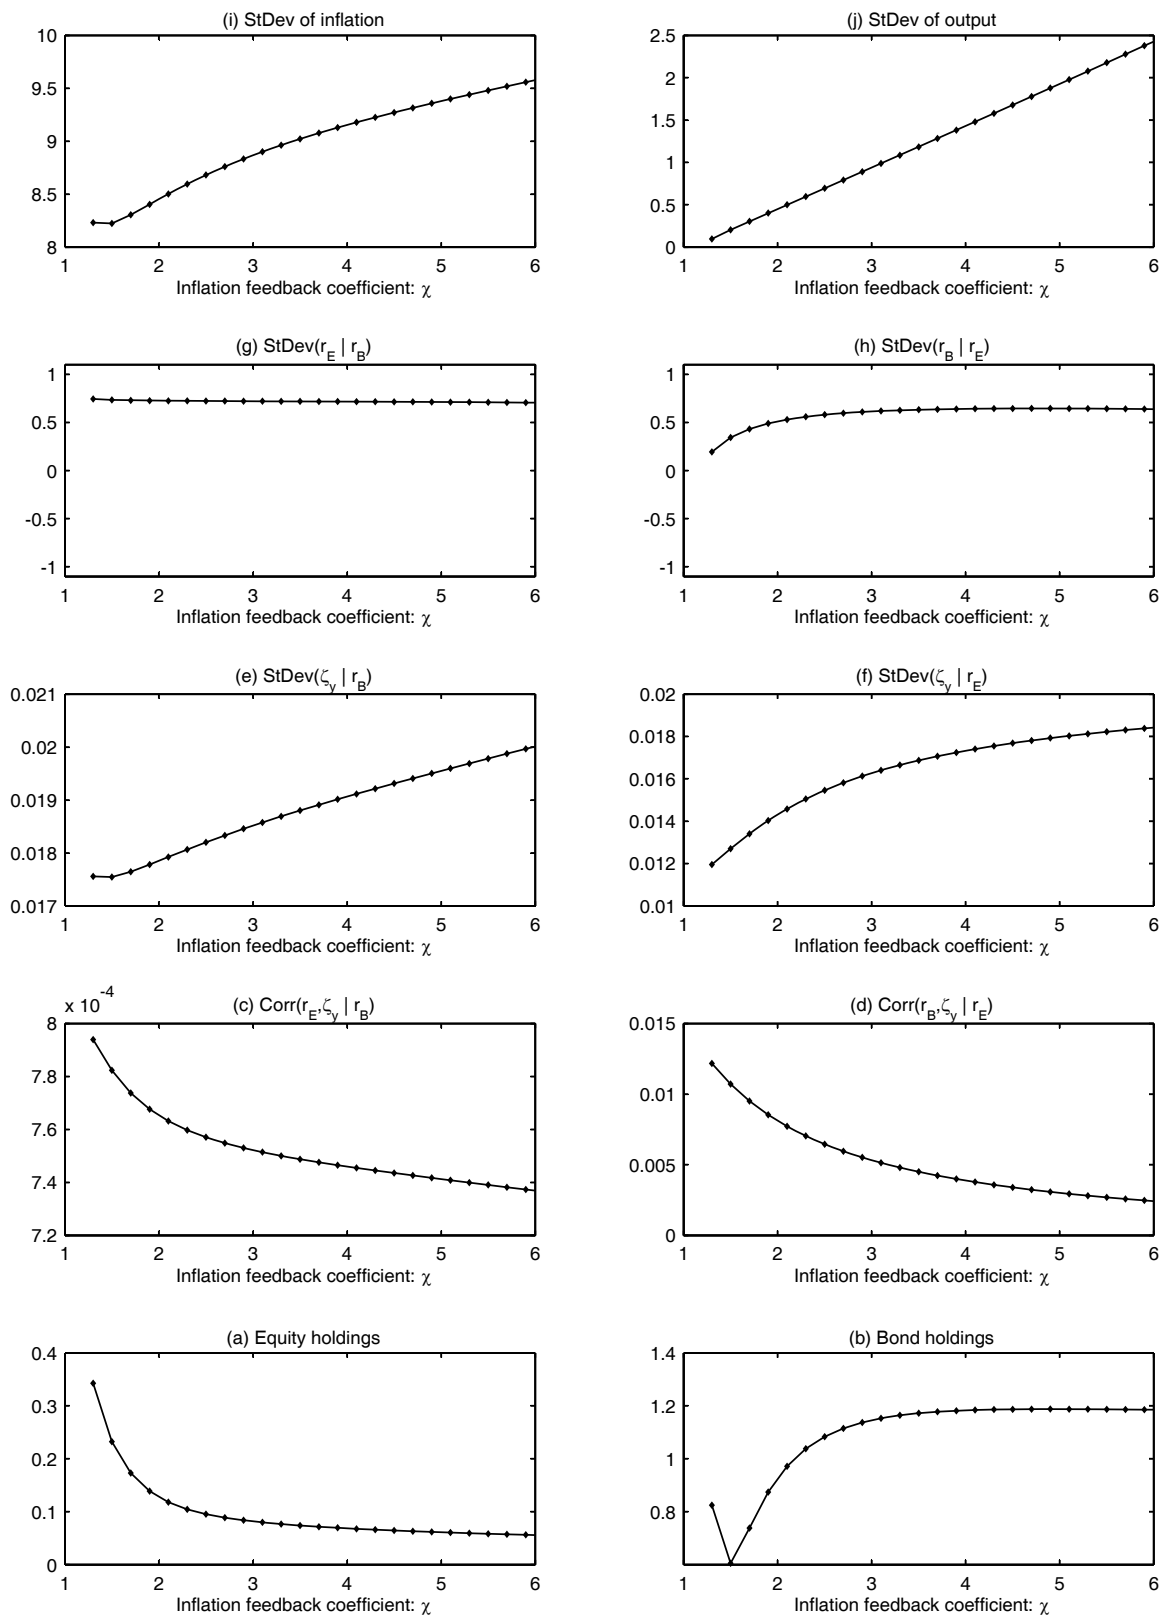 (i) StDev of inflation
10
9.5
9
8.5
8
1 2 3 4 5 6
Inflation feedback coefficient: χ
(j) StDev of output
2.5
2
1.5
1
0.5
0
1 2 3 4 5 6
Inflation feedback coefficient: χ
(g) StDev(r_E | r_B)
1
0.5
0
-0.5
-1
1 2 3 4 5 6
Inflation feedback coefficient: χ
(h) StDev(r_B | r_E)
1
0.5
0
-0.5
-1
1 2 3 4 5 6
Inflation feedback coefficient: χ
(e) StDev(ζ_y | r_B)
0.021
0.02
0.019
0.018
0.017
1 2 3 4 5 6
Inflation feedback coefficient: χ
(f) StDev(ζ_y | r_E)
0.02
0.018
0.016
0.014
0.012
0.01
1 2 3 4 5 6
Inflation feedback coefficient: χ
x 10^-4
(c) Corr(r_E,ζ_y | r_B)
8
7.8
7.6
7.4
7.2
1 2 3 4 5 6
Inflation feedback coefficient: χ
(d) Corr(r_B,ζ_y | r_E)
0.015
0.01
0.005
0
1 2 3 4 5 6
Inflation feedback coefficient: χ
(a) Equity holdings
0.4
0.3
0.2
0.1
0
1 2 3 4 5 6
Inflation feedback coefficient: χ
(b) Bond holdings
1.4
1.2
1
0.8
1 2 3 4 5 6
Inflation feedback coefficient: χ